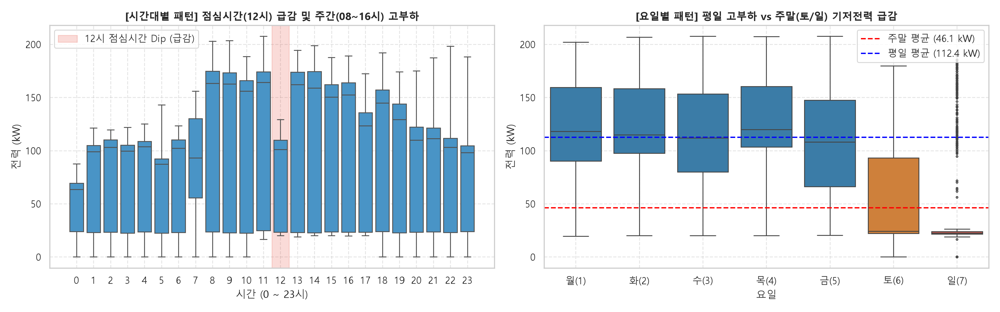 [시간대별 패턴] 점심시간(12시) 급감 및 주간(08~16시) 고부하
12시 점심시간 Dip (급감)
200
150
100
50
0
전력 (kW)
0 1 2 3 4 5 6 7 8 9 10 11 12 13 14 15 16 17 18 19 20 21 22 23
시간 (0 ~ 23시)
[요일별 패턴] 평일 고부하 vs 주말(토/일) 기저전력 급감
주말 평균 (46.1 kW)
평일 평균 (112.4 kW)
200
150
100
50
0
전력 (kW)
월(1) 화(2) 수(3) 목(4) 금(5) 토(6) 일(7)
요일